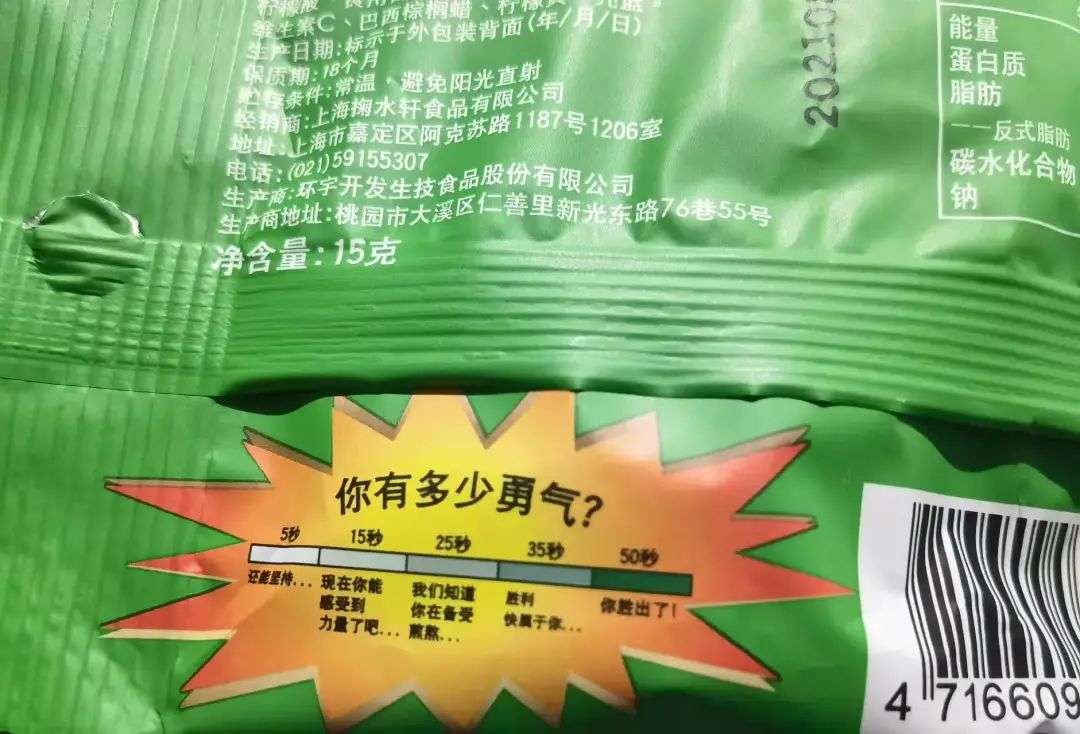 维生素C、巴西棕榈蜡、柠檬黄、亮蓝。
生产日期:标示于外包装背面(年/月/日)
保质期:18个月
贮存条件:常温、避免阳光直射
经销商:上海掬水轩食品有限公司
地址:上海市嘉定区阿克苏路1187号1206室
电话:(021)59155307
生产商:环宇开发生技食品股份有限公司
生产商地址:桃园市大溪区仁善里新光东路76巷55号
净含量:15克
能量
蛋白质
脂肪
——反式脂肪
碳水化合物
钠
你有多少勇气?
5秒 15秒 25秒 35秒 50秒
还能坚持...
现在你能
感受到
力量了吧...
我们知道
你在备受
煎熬...
胜利
快属于你...
你胜出了!
4 716609